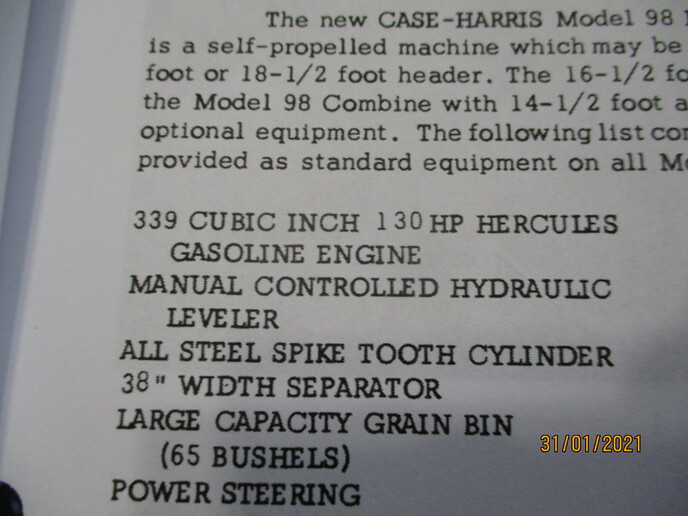 The new CASE-HARRIS Model 98
is a self-propelled machine which may be
foot or 18-1/2 foot header. The 16-1/2
the Model 98 Combine with 14-1/2 foot
optional equipment. The following list
provided as standard equipment on all
339 CUBIC INCH 130 HP HERCULES
GASOLINE ENGINE
MANUAL CONTROLLED HYDRAULIC
LEVELER
ALL STEEL SPIKE TOOTH CYLINDER
38" WIDTH SEPARATOR
LARGE CAPACITY GRAIN BIN
(65 BUSHELS)
POWER STEERING
31/01/2021